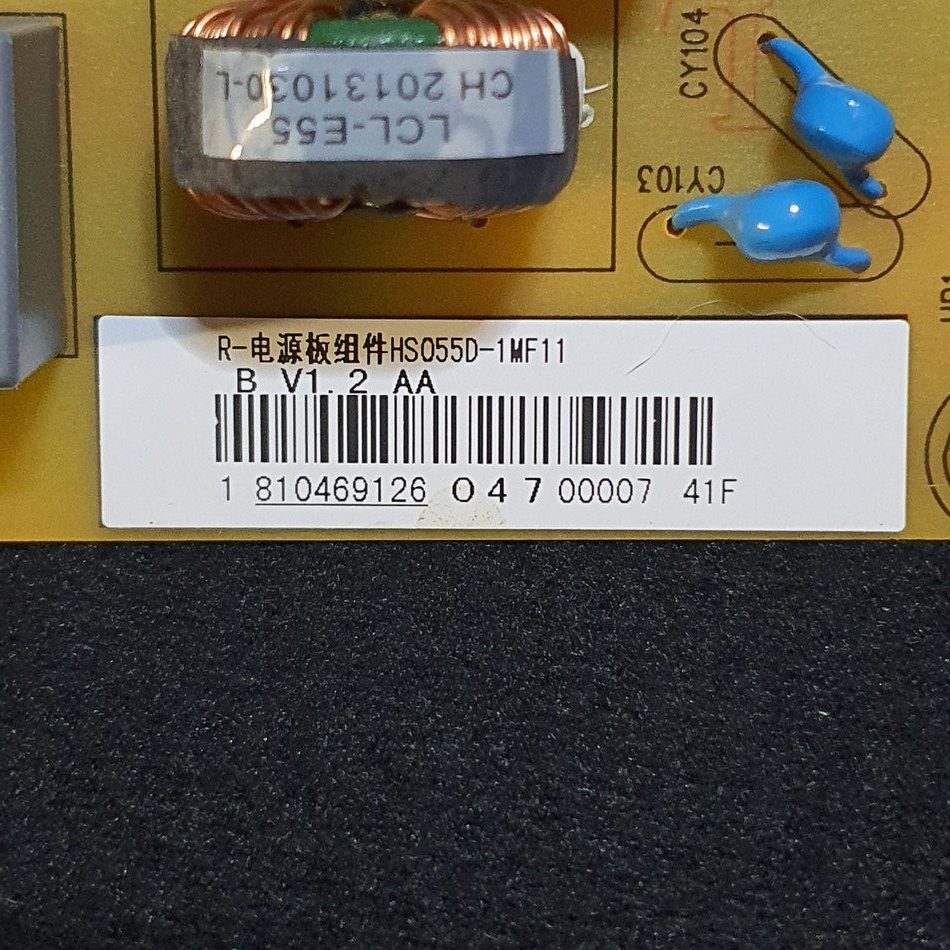 CH 20131030-L
LCL-E55
CY104
CY103
R-电源板组件HS055D-1MF11
B V1.2 AA
1 810469126 0 4 7 00007 41F